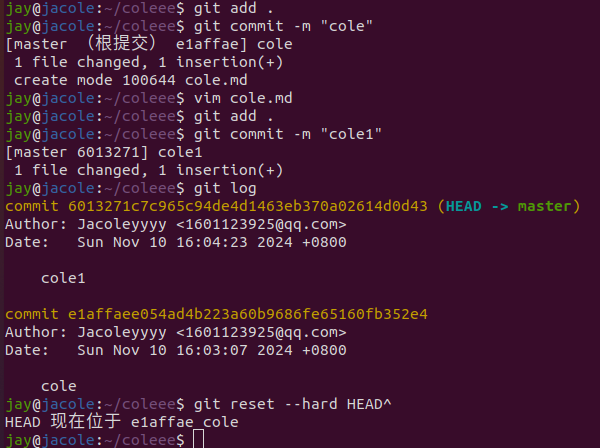 jay@jacole:~/coleee$ git add .
jay@jacole:~/coleee$ git commit -m "cole"
[master （根提交） e1affae] cole
 1 file changed, 1 insertion(+)
 create mode 100644 cole.md
jay@jacole:~/coleee$ vim cole.md
jay@jacole:~/coleee$ git add .
jay@jacole:~/coleee$ git commit -m "cole1"
[master 6013271] cole1
 1 file changed, 1 insertion(+)
jay@jacole:~/coleee$ git log
commit 6013271c7c965c94de4d1463eb370a02614d0d43 (HEAD -> master)
Author: Jacoleyyyy <1601123925@qq.com>
Date:   Sun Nov 10 16:04:23 2024 +0800
    cole1
commit e1affaee054ad4b223a60b9686fe65160fb352e4
Author: Jacoleyyyy <1601123925@qq.com>
Date:   Sun Nov 10 16:03:07 2024 +0800
    cole
jay@jacole:~/coleee$ git reset --hard HEAD^
HEAD 现在位于 e1affae cole
jay@jacole:~/coleee$